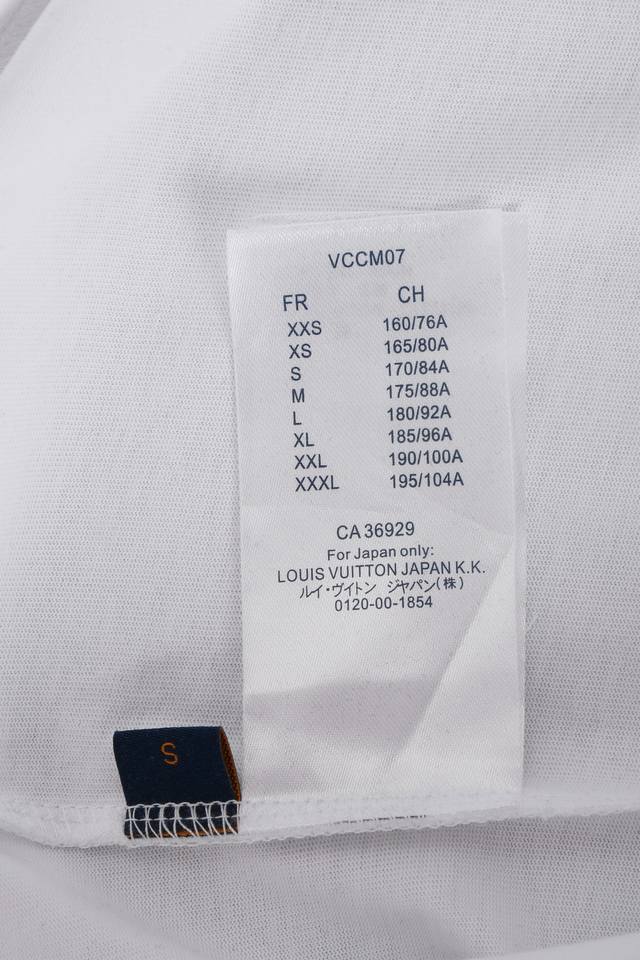 VCCM07
FR CH
XXS 160/76A
XS 165/80A
S 170/84A
M 175/88A
L 180/92A
XL 185/96A
XXL 190/100A
XXXL 195/104A
CA 36929
For Japan only:
LOUIS VUITTON JAPAN K.K.
ルイ・ヴイトン ジャパン(株)
0120-00-1854
S